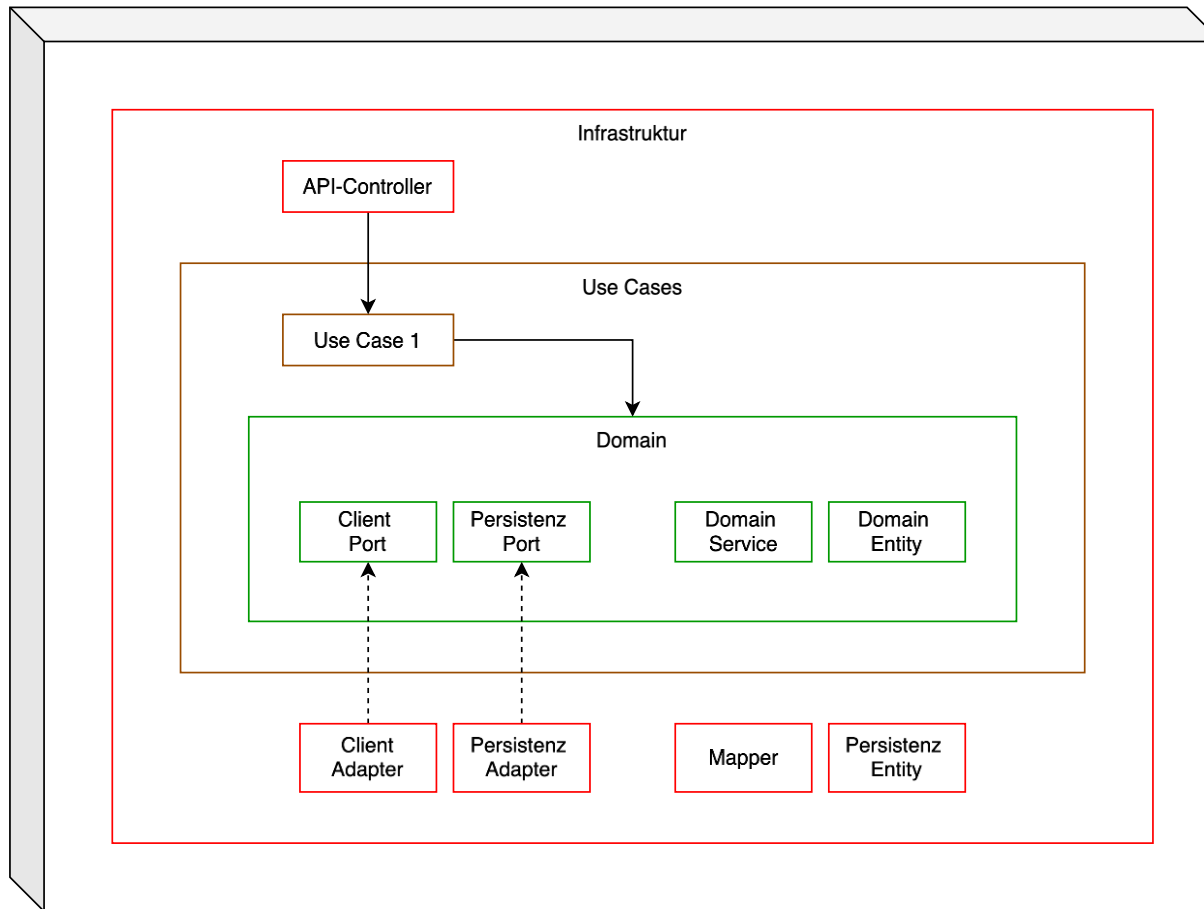 Infrastruktur
API-Controller
Use Cases
Use Case 1
Domain
Client
Port
Persistenz
Port
Domain
Service
Domain
Entity
Client
Adapter
Persistenz
Adapter
Mapper
Persistenz
Entity